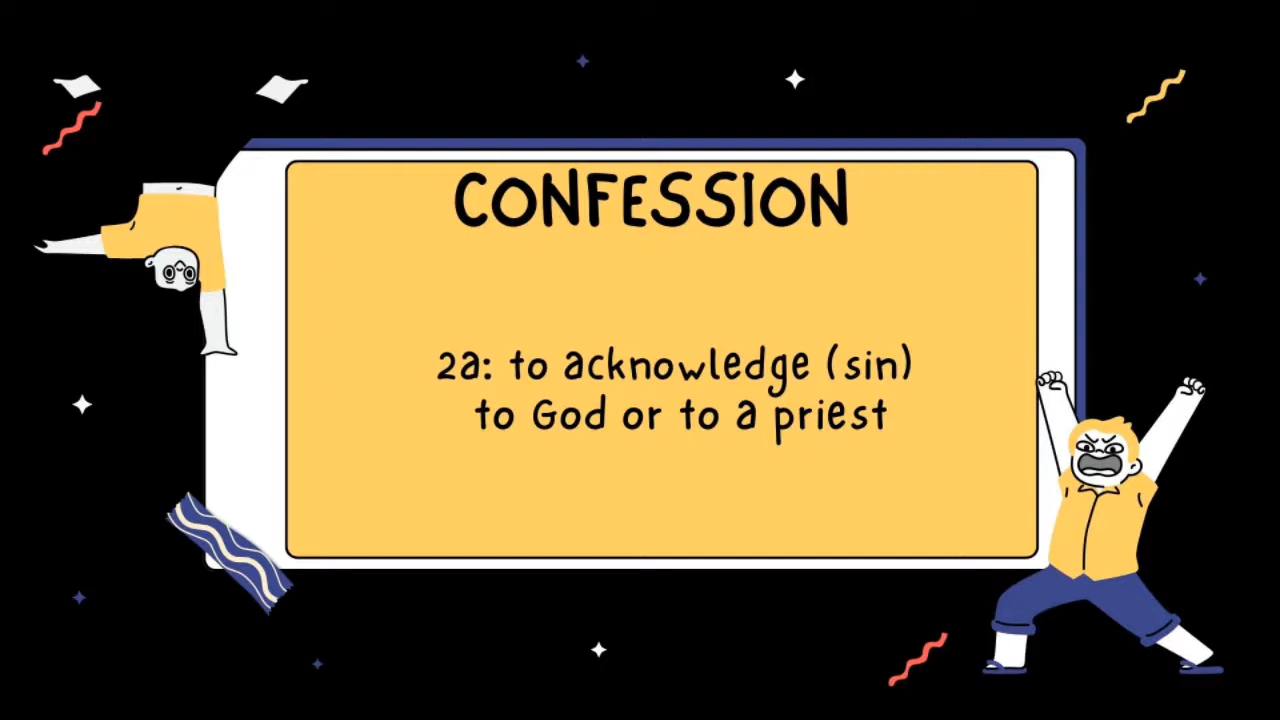 CONFESSION
2a: to acknowledge (sin)
to God or to a priest